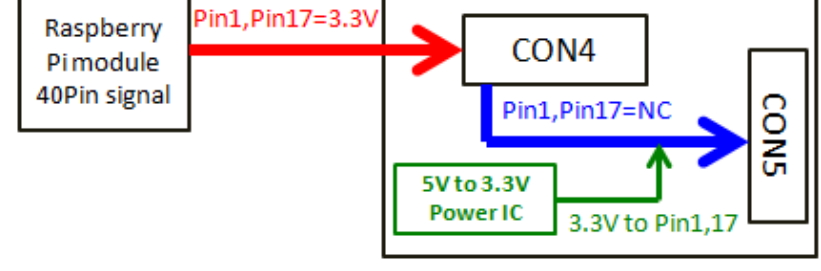 Raspberry
Pi module
40Pin signal
Pin1,Pin17=3.3V
CON4
Pin1,Pin17=NC
CON5
5V to 3.3V
Power IC
3.3V to Pin1,17